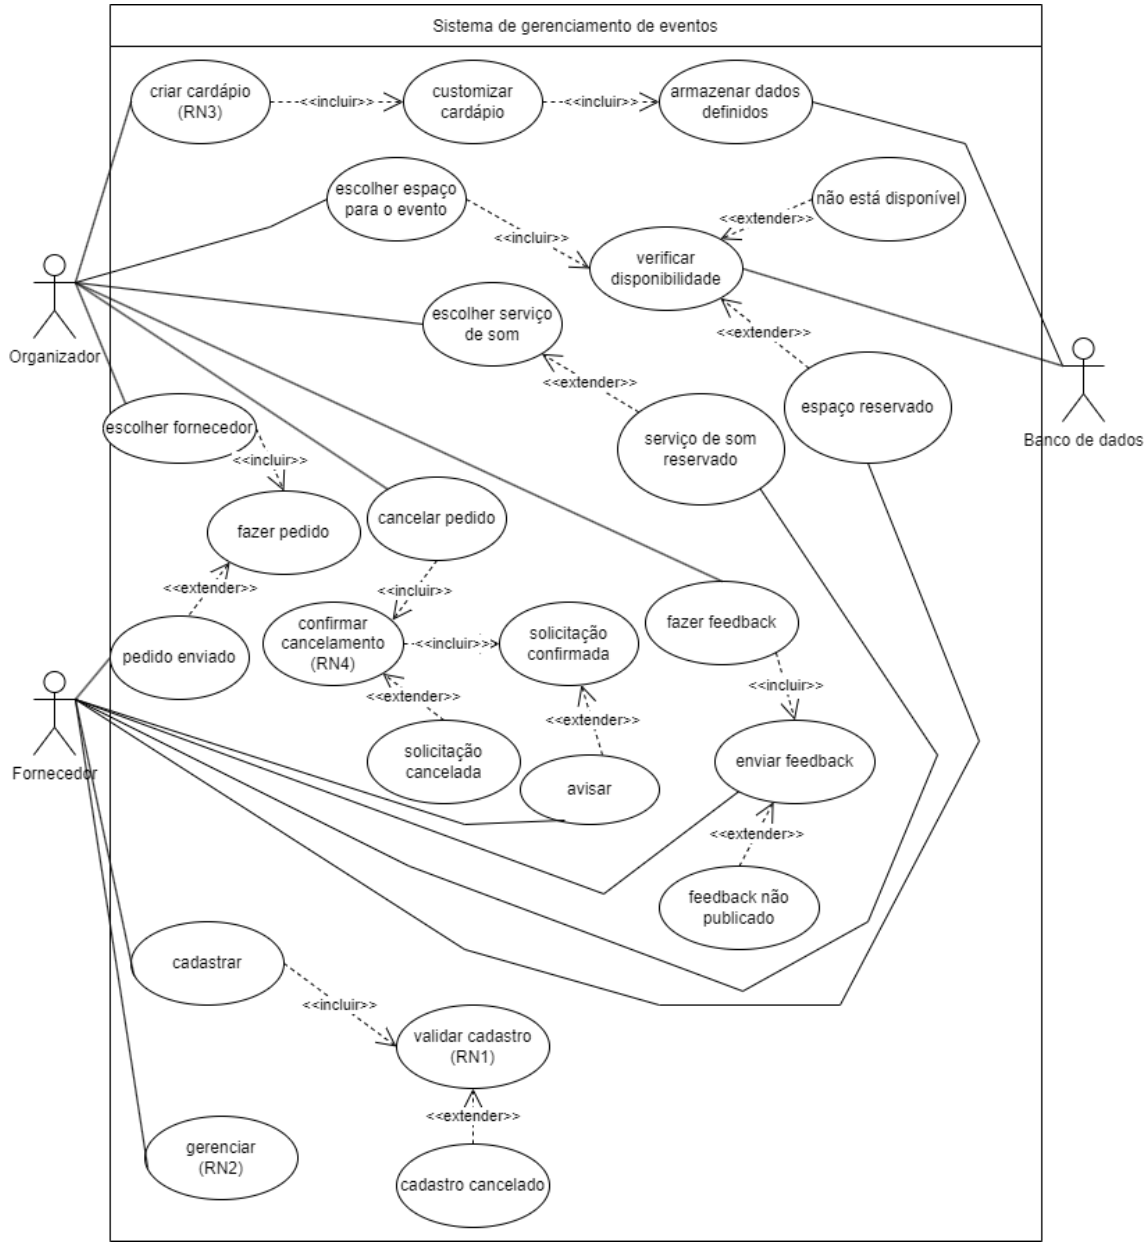 Sistema de gerenciamento de eventos
criar cardápio
(RN3)
<<incluir>>
customizar
cardápio
<<incluir>>
armazenar dados
definidos
escolher espaço
para o evento
<<incluir>>
não está disponível
<<extender>>
verificar
disponibilidade
escolher serviço
de som
<<extender>>
<<extender>>
Organizador
espaço reservado
Banco de dados
escolher fornecedor
<<incluir>>
serviço de som
reservado
fazer pedido
cancelar pedido
<<extender>>
<<incluir>>
pedido enviado
confirmar
cancelamento
(RN4)
<<incluir>>
solicitação
confirmada
fazer feedback
<<extender>>
<<extender>>
<<incluir>>
Fornecedor
solicitação
cancelada
avisar
enviar feedback
<<extender>>
feedback não
publicado
cadastrar
<<incluir>>
validar cadastro
(RN1)
<<extender>>
gerenciar
(RN2)
cadastro cancelado